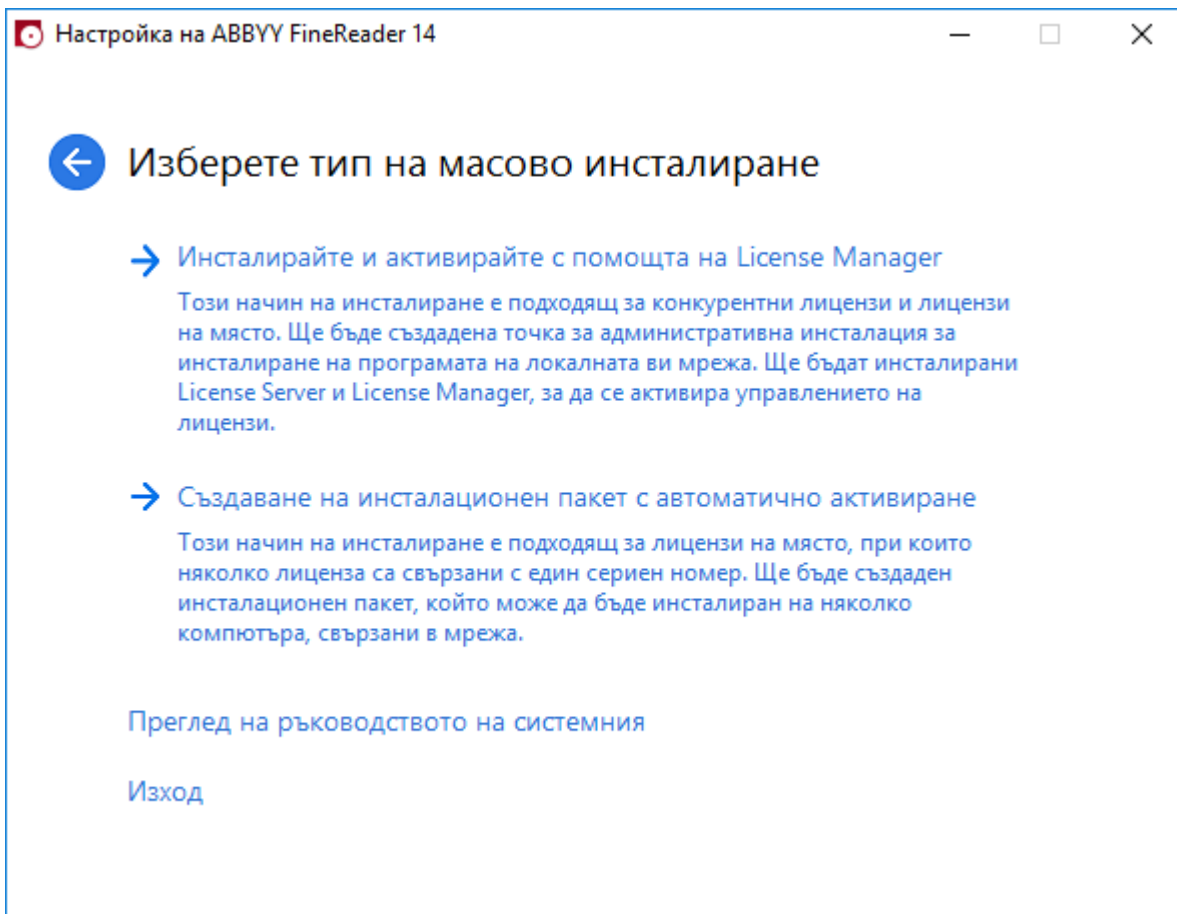 Настройка на ABBYY FineReader 14
Изберете тип на масово инсталиране
Инсталирайте и активирайте с помощта на License Manager
Този начин на инсталиране е подходящ за конкурентни лицензи и лицензи
на място. Ще бъде създадена точка за административна инсталация за
инсталиране на програмата на локалната ви мрежа. Ще бъдат инсталирани
License Server и License Manager, за да се активира управлението на
лицензи.
Създаване на инсталационен пакет с автоматично активиране
Този начин на инсталиране е подходящ за лицензи на място, при които
няколко лиценза са свързани с един сериен номер. Ще бъде създаден
инсталационен пакет, който може да бъде инсталиран на няколко
компютъра, свързани в мрежа.
Преглед на ръководството на системния
Изход